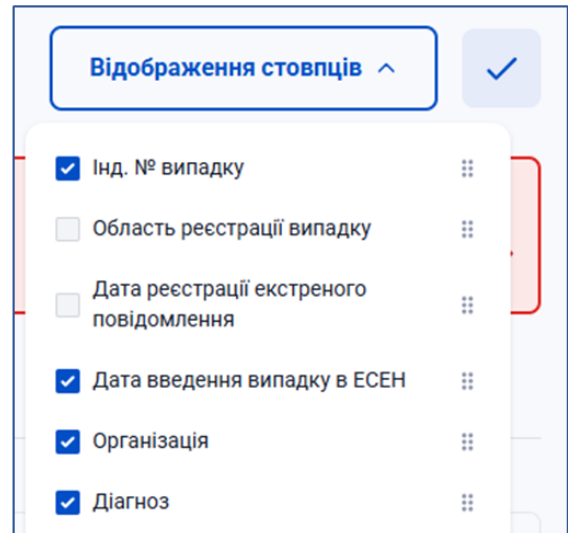 Відображення стовпців
Інд. № випадку
Область реєстрації випадку
Дата реєстрації екстреного
повідомлення
Дата введення випадку в ЕСЕН
Організація
Діагноз